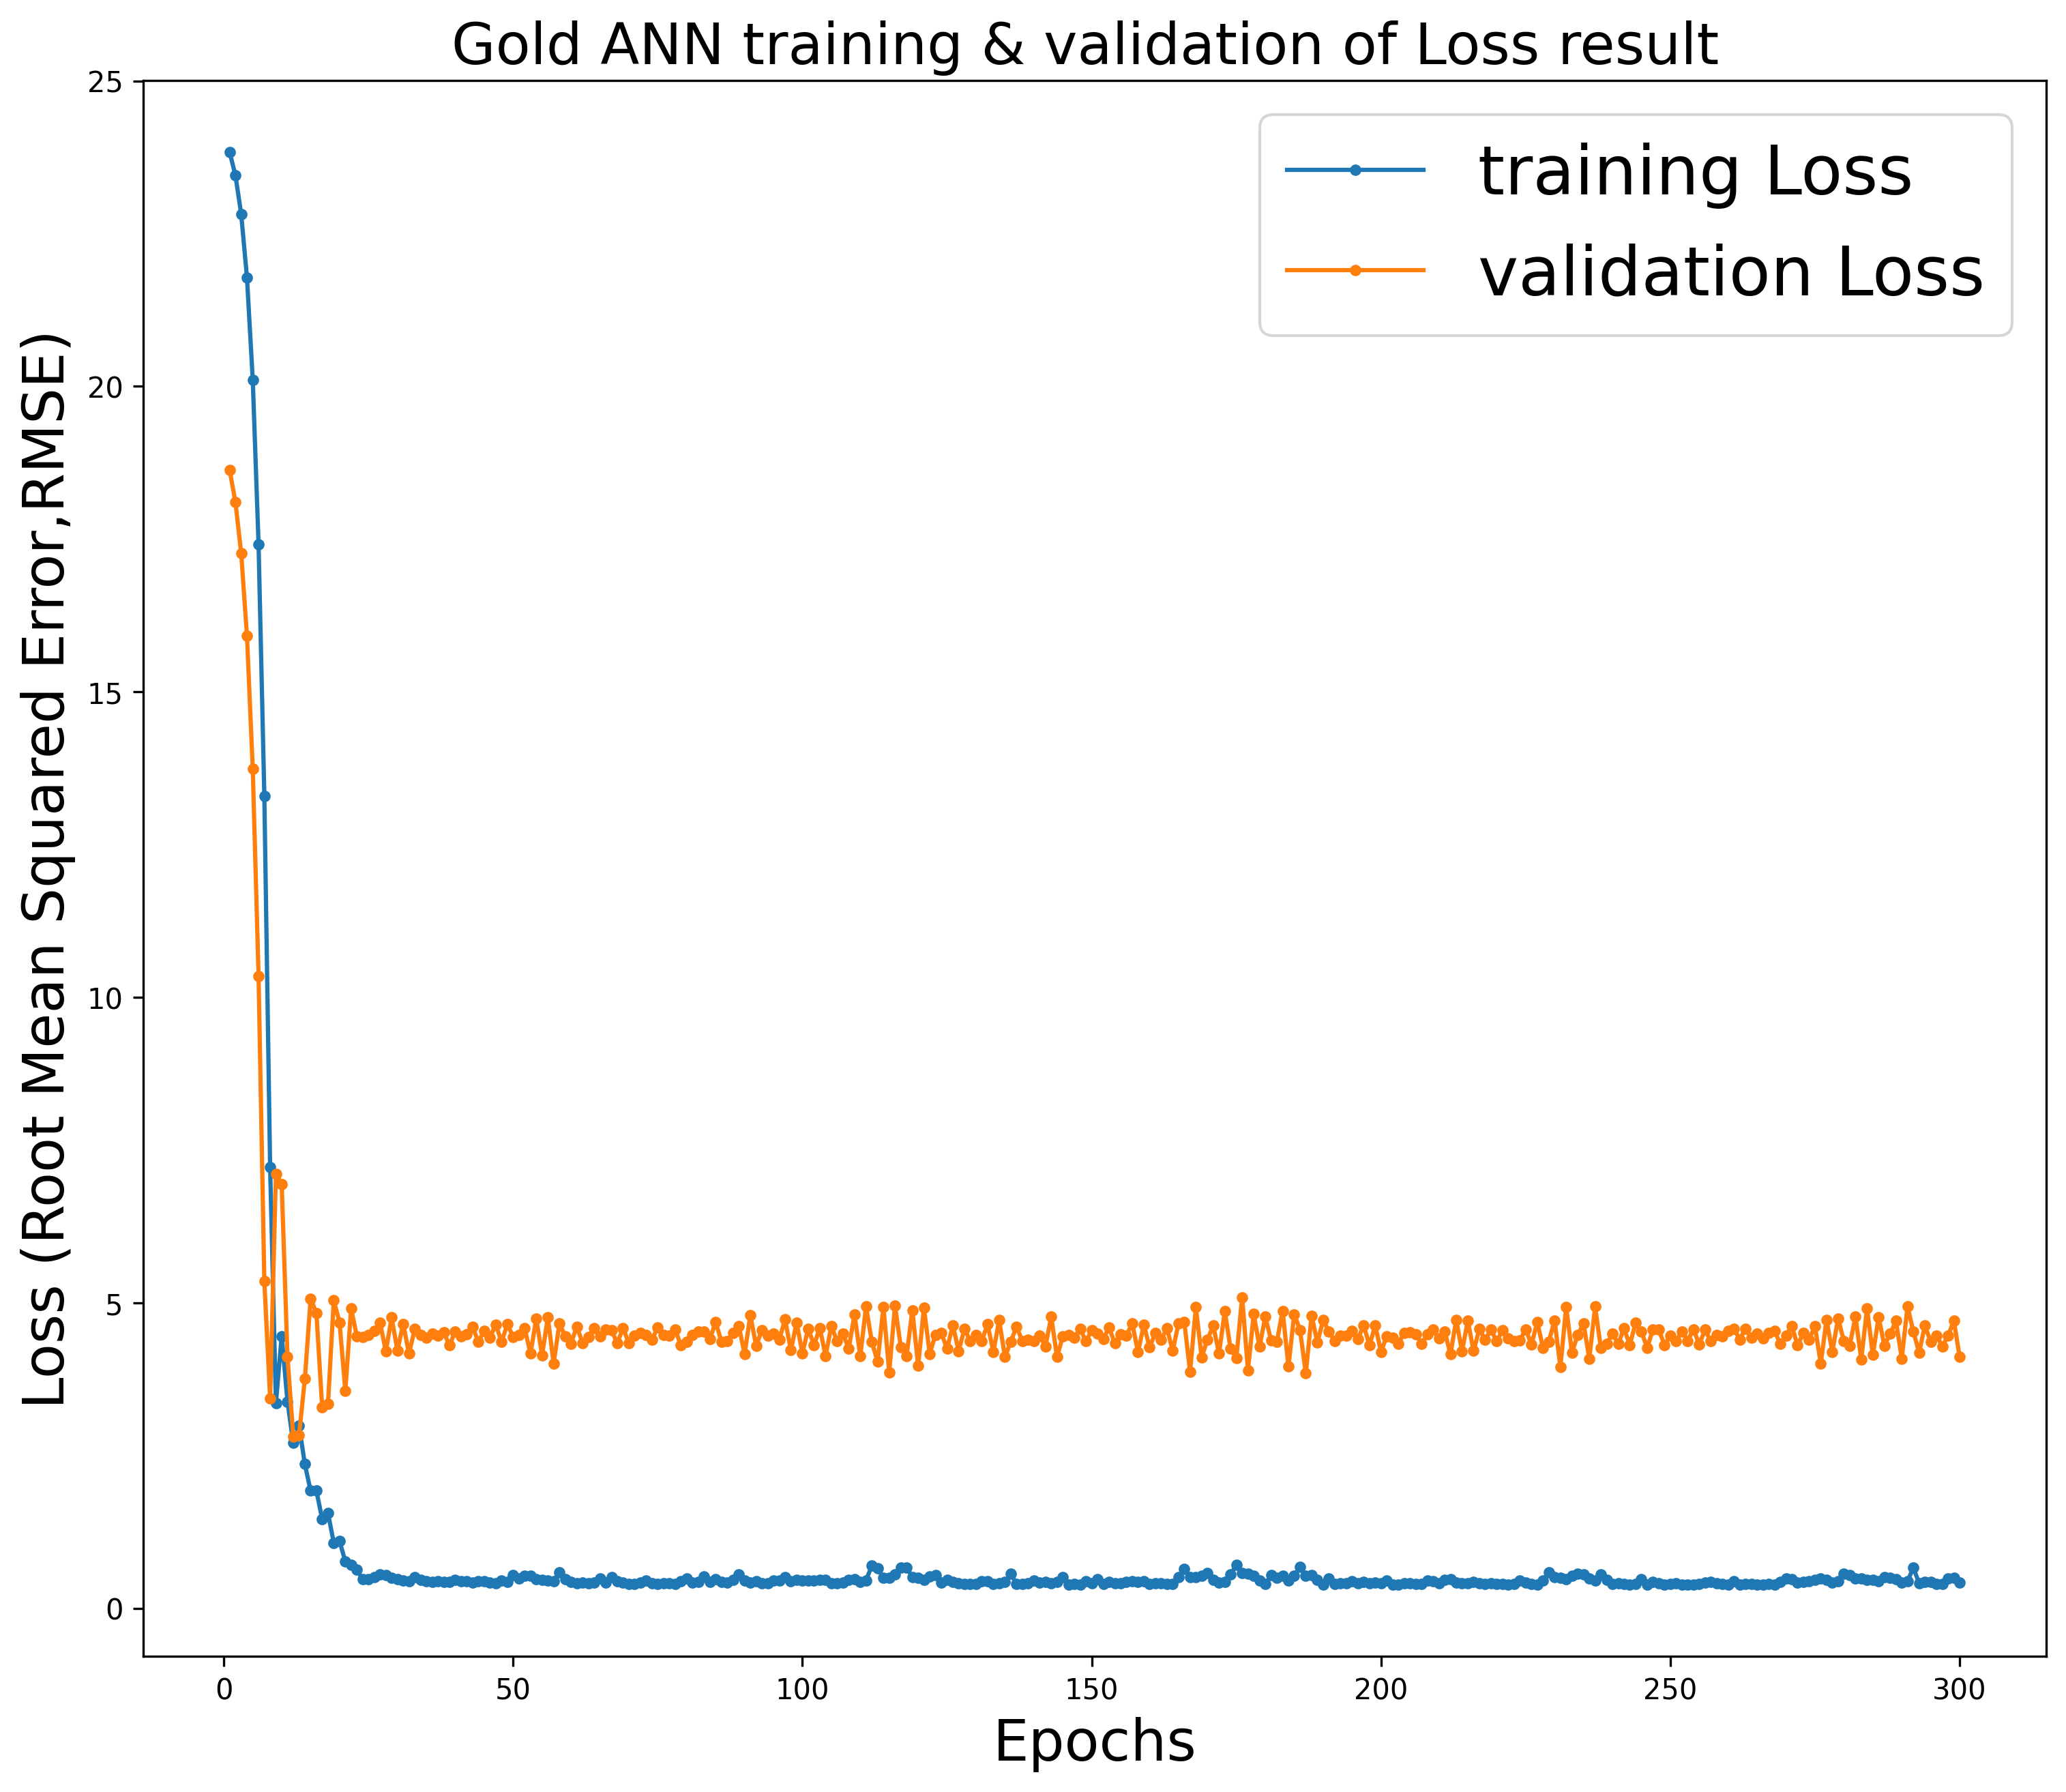 Gold ANN training & validation of Loss result
training Loss
validation Loss
Loss (Root Mean Squared Error,RMSE)
25
20
15
10
5
0
0 50 100 150 200 250 300
Epochs